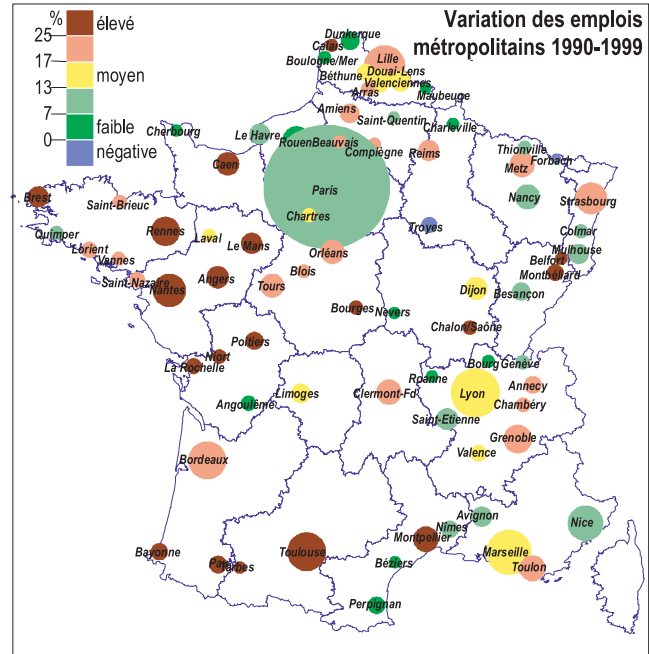 Variation des emplois
métropolitains 1990-1999
%
élevé
25
17
moyen
13
7
faible
0
négative
Dunkerque
Calais
Boulogne/Mer
Lille
Béthune
Douai-Lens
Valenciennes
Arras
Maubeuge
Amiens
Saint-Quentin
Charleville
Cherbourg
Le Havre
Rouen
Beauvais
Compiègne
Reims
Thionville
Forbach
Metz
Caen
Paris
Nancy
Strasbourg
Brest
Saint-Brieuc
Chartres
Quimper
Rennes
Laval
Le Mans
Troyes
Colmar
Lorient
Vannes
Orléans
Mulhouse
Belfort
Montbéliard
Saint-Nazaire
Nantes
Angers
Tours
Blois
Dijon
Besançon
Bourges
Nevers
Chalon/Saône
Poitiers
Niort
La Rochelle
Bourg
Genève
Roanne
Annecy
Angoulême
Limoges
Clermont-Fd
Lyon
Chambéry
Saint-Etienne
Grenoble
Valence
Bordeaux
Avignon
Nîmes
Nice
Montpellier
Bayonne
Toulouse
Marseille
Pau
Tarbes
Béziers
Toulon
Perpignan